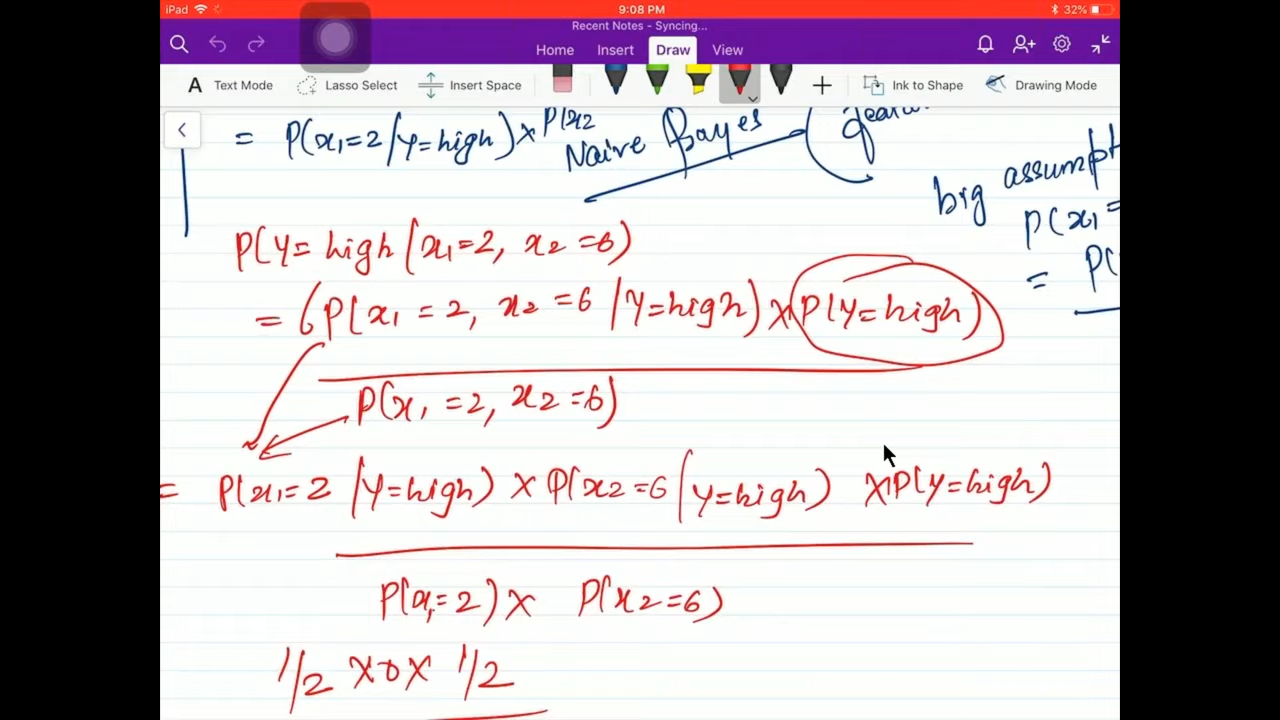 iPad 9:08 PM 32%
Recent Notes - Syncing...
Home Insert Draw View
A Text Mode Lasso Select Insert Space Ink to Shape Drawing Mode
= P(x₁=2/Y=high) × P(x₂
Naive Bayes
big assumpt
P(x₁=
= P(
P(Y=high/x₁=2, x₂=6)
= P(x₁=2, x₂=6/Y=high) × P(Y=high)
P(x₁=2, x₂=6)
= P(x₁=2/Y=high) × P(x₂=6/Y=high) × P(Y=high)
P(x₁=2) × P(x₂=6)
1/2 × 0 × 1/2